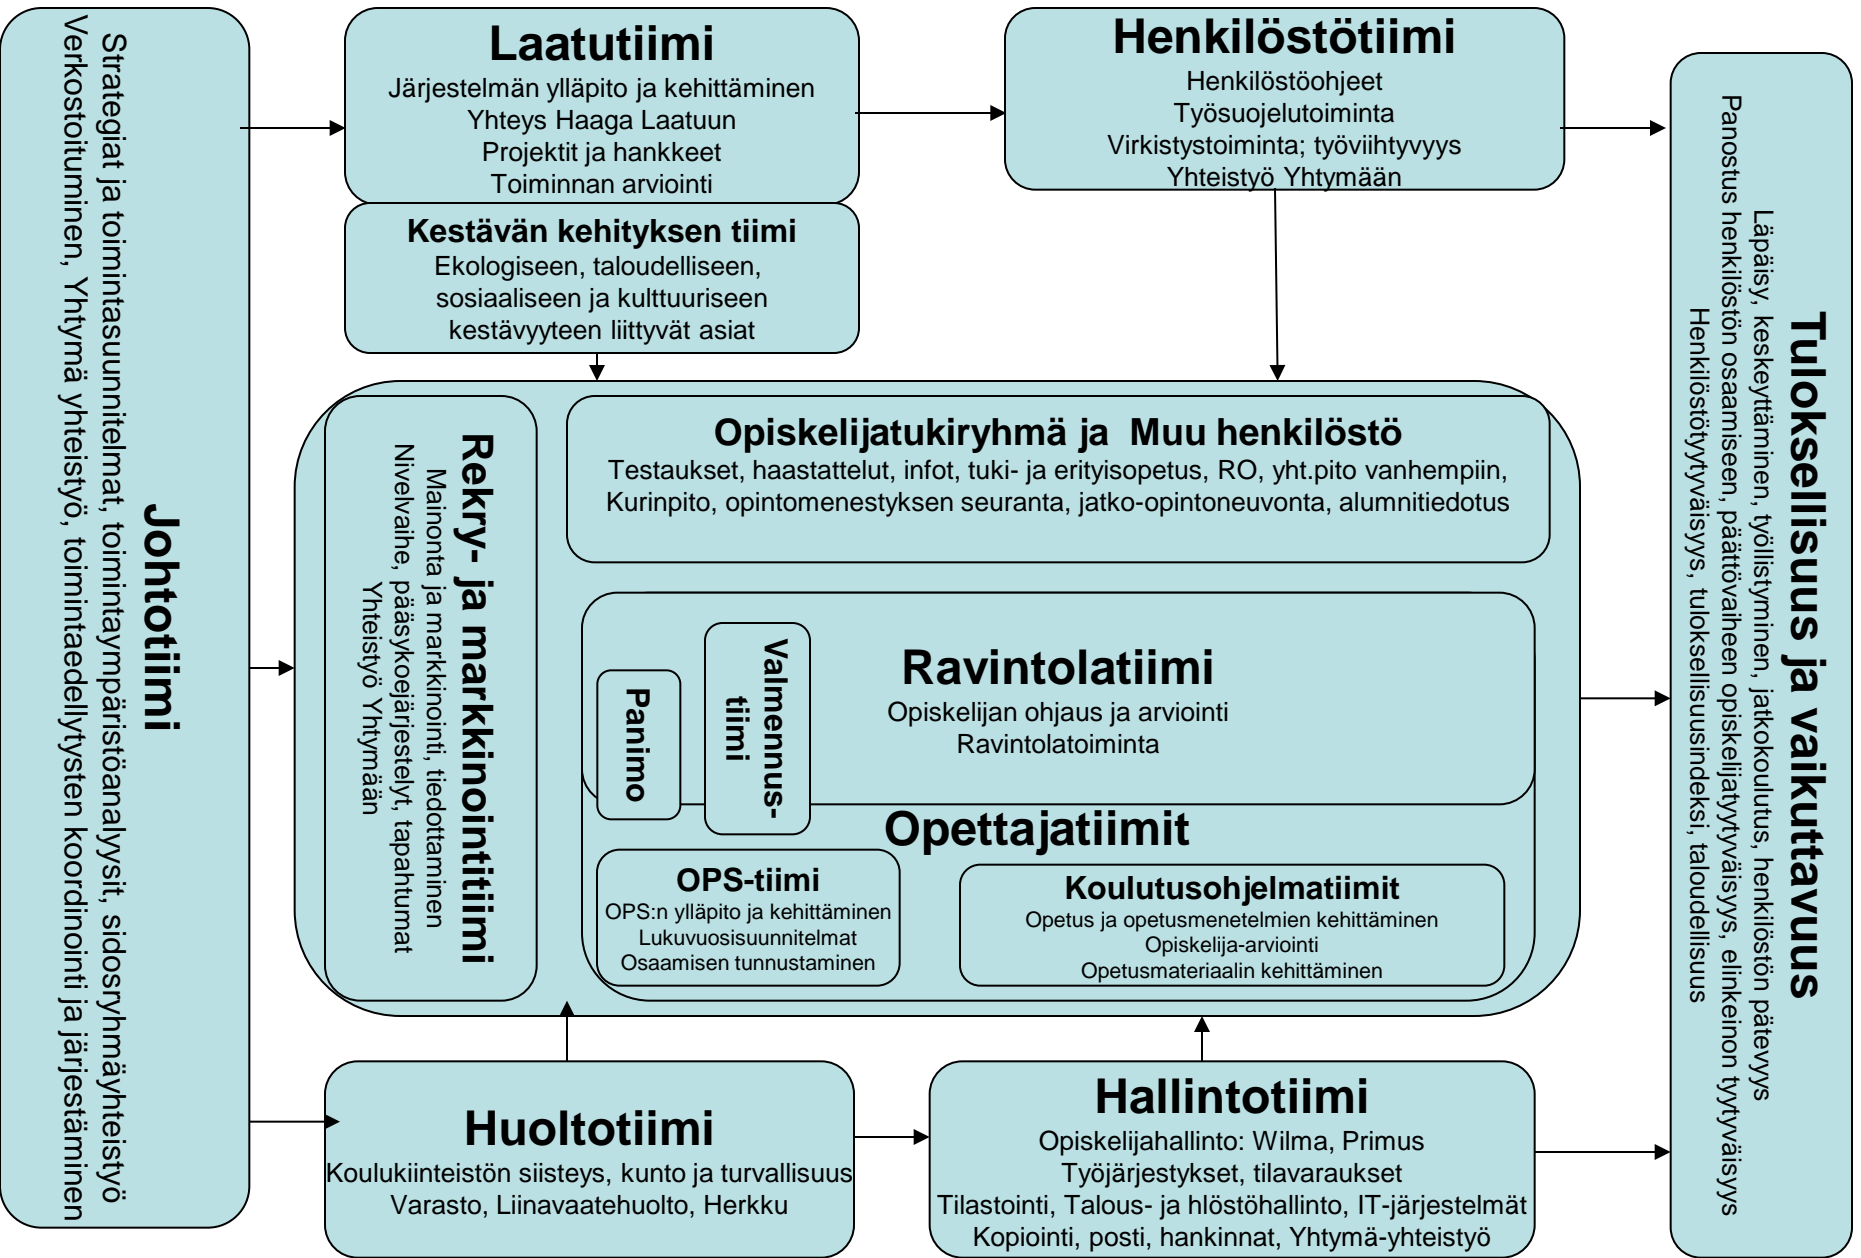 Johtotiimi
Strategiat ja toimintasuunnitelmat, toimintaympäristöanalyysit, sidosryhmäyhteistyö
Verkostoituminen, Yhtymä yhteistyö, toimintaedellytysten koordinointi ja järjestäminen
Laatutiimi
Järjestelmän ylläpito ja kehittäminen
Yhteys Haaga Laatuun
Projektit ja hankkeet
Toiminnan arviointi
Kestävän kehityksen tiimi
Ekologiseen, taloudelliseen,
sosiaaliseen ja kulttuuriseen
kestävyyteen liittyvät asiat
Henkilöstötiimi
Henkilöstöohjeet
Työsuojelutoiminta
Virkistystoiminta; työviihtyvyys
Yhteistyö Yhtymään
Rekry- ja markkinointitiimi
Mainonta ja markkinointi, tiedottaminen
Nivelvaihe, pääsykoejärjestelyt, tapahtumat
Yhteistyö Yhtymään
Opiskelijatukiryhmä ja Muu henkilöstö
Testaukset, haastattelut, infot, tuki- ja erityisopetus, RO, yht.pito vanhempiin,
Kurinpito, opintomenestyksen seuranta, jatko-opintoneuvonta, alumnitiedotus
Ravintolatiimi
Opiskelijan ohjaus ja arviointi
Ravintolatoiminta
Panimo
Valmennus-
tiimi
Opettajatiimit
OPS-tiimi
OPS:n ylläpito ja kehittäminen
Lukuvuosisuunnitelmat
Osaamisen tunnustaminen
Koulutusohjelmatiimit
Opetus ja opetusmenetelmien kehittäminen
Opiskelija-arviointi
Opetusmateriaalin kehittäminen
Huoltotiimi
Koulukiinteistön siisteys, kunto ja turvallisuus
Varasto, Liinavaatehuolto, Herkku
Hallintotiimi
Opiskelijahallinto: Wilma, Primus
Työjärjestykset, tilavaraukset
Tilastointi, Talous- ja hlöstöhallinto, IT-järjestelmät
Kopiointi, posti, hankinnat, Yhtymä-yhteistyö
Tuloksellisuus ja vaikuttavuus
Läpäisy, keskeyttäminen, työllistyminen, jatkokoulutus, henkilöstön pätevyys
Panostus henkilöstön osaamiseen, päättövaiheen opiskelijatyytyväisyys, elinkeinon tyytyväisyys
Henkilöstötyytyväisyys, tuloksellisuusindeksi, taloudellisuus